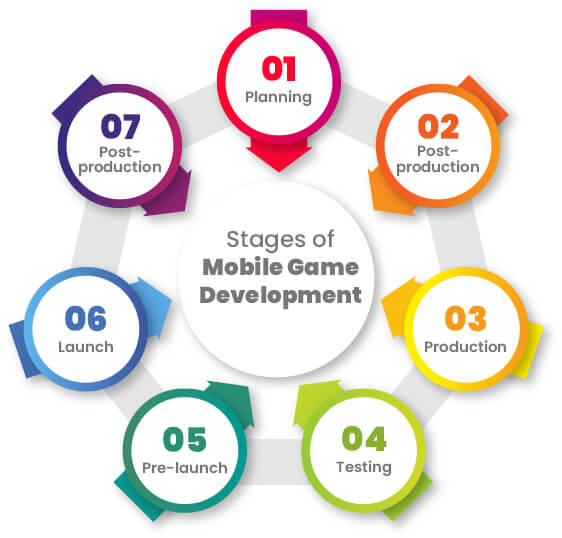 Stages of
Mobile Game
Development
01
Planning
02
Post-
production
03
Production
04
Testing
05
Pre-launch
06
Launch
07
Post-
production